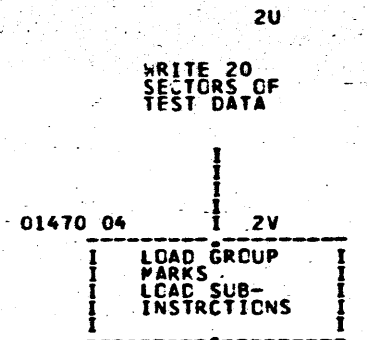 2U
WRITE 20
SECTORS OF
TEST DATA
01470 04 2V
LOAD GROUP
MARKS
LOAD SUB-
INSTRCTIONS